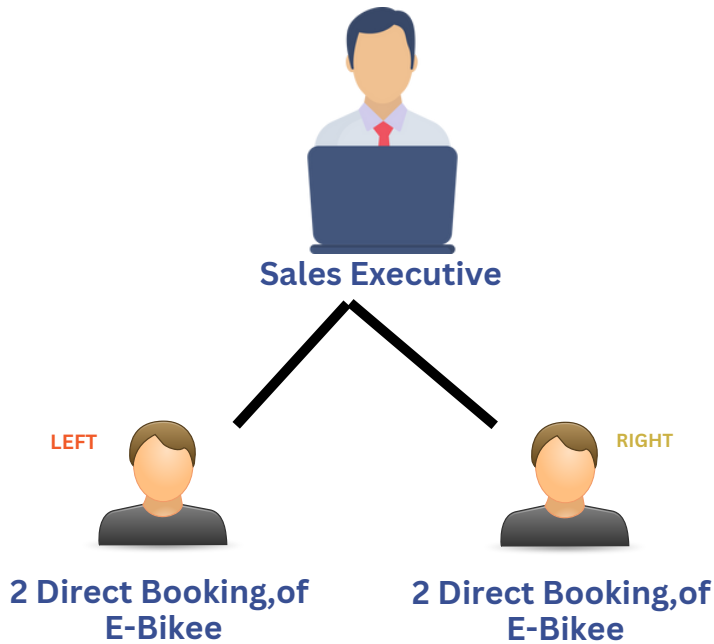 Sales Executive
LEFT
RIGHT
2 Direct Booking,of
E-Bikee
2 Direct Booking,of
E-Bikee